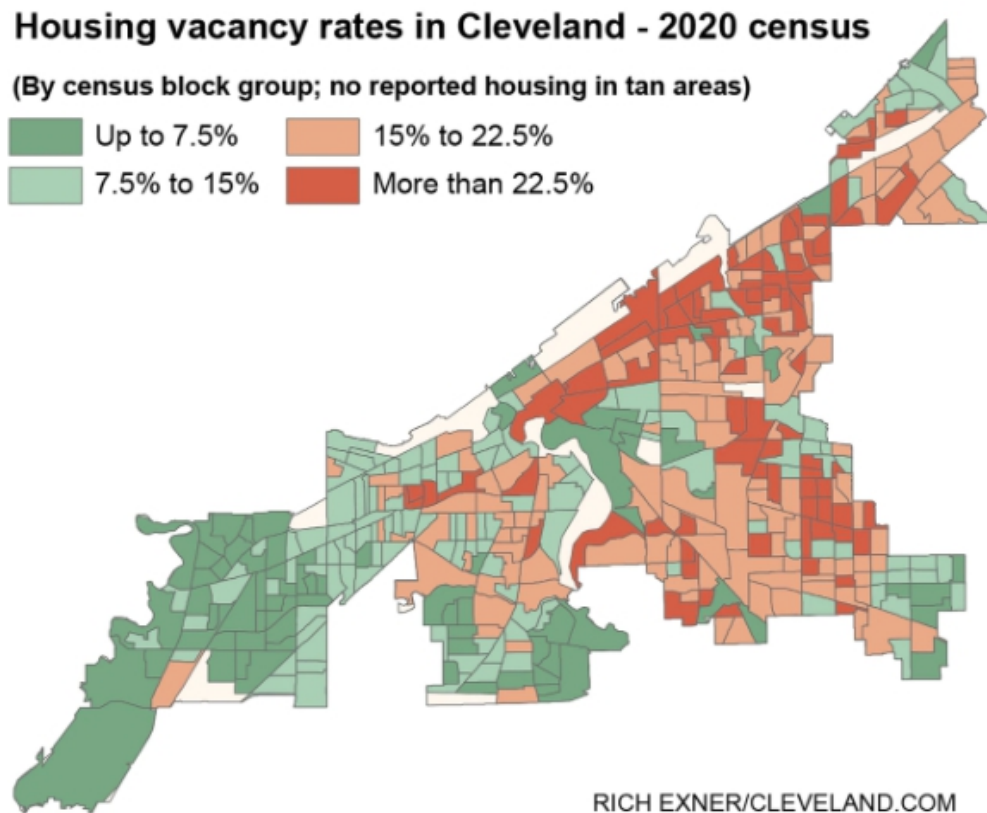 Housing vacancy rates in Cleveland - 2020 census
(By census block group; no reported housing in tan areas)
Up to 7.5%
15% to 22.5%
7.5% to 15%
More than 22.5%
RICH EXNER/CLEVELAND.COM